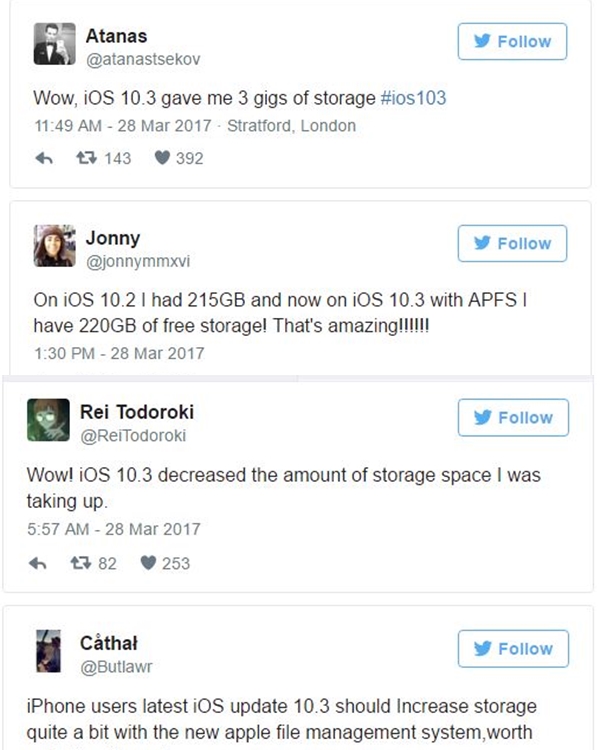 Atanas
Follow
@atanastsekov
Wow, iOS 10.3 gave me 3 gigs of storage #ios103
11:49 AM - 28 Mar 2017 · Stratford, London
143 392
Jonny
Follow
@jonnymmxvi
On iOS 10.2 I had 215GB and now on iOS 10.3 with APFS I
have 220GB of free storage! That's amazing!!!!!!
1:30 PM - 28 Mar 2017
Rei Todoroki
Follow
@ReiTodoroki
Wow! iOS 10.3 decreased the amount of storage space I was
taking up.
5:57 AM - 28 Mar 2017
82 253
Cåthał
Follow
@Butlawr
iPhone users latest iOS update 10.3 should Increase storage
quite a bit with the new apple file management system,worth